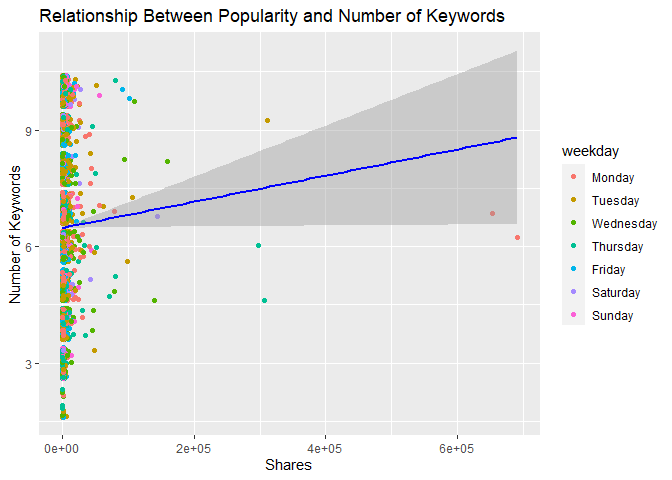 Relationship Between Popularity and Number of Keywords
Number of Keywords
9
6
3
0e+00
2e+05
4e+05
6e+05
Shares
weekday
Monday
Tuesday
Wednesday
Thursday
Friday
Saturday
Sunday